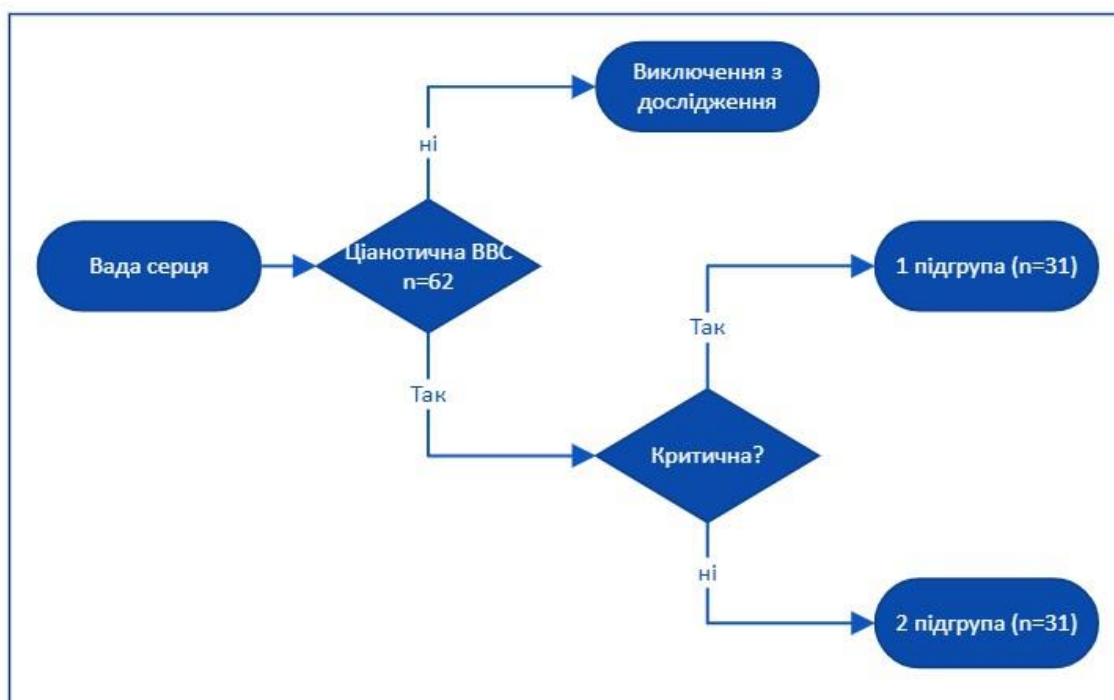 Виключення з
дослідження
ні
Вада серця
Ціанотична ВВС
n=62
1 підгрупа (n=31)
Так
Так
Критична?
ні
2 підгрупа (n=31)